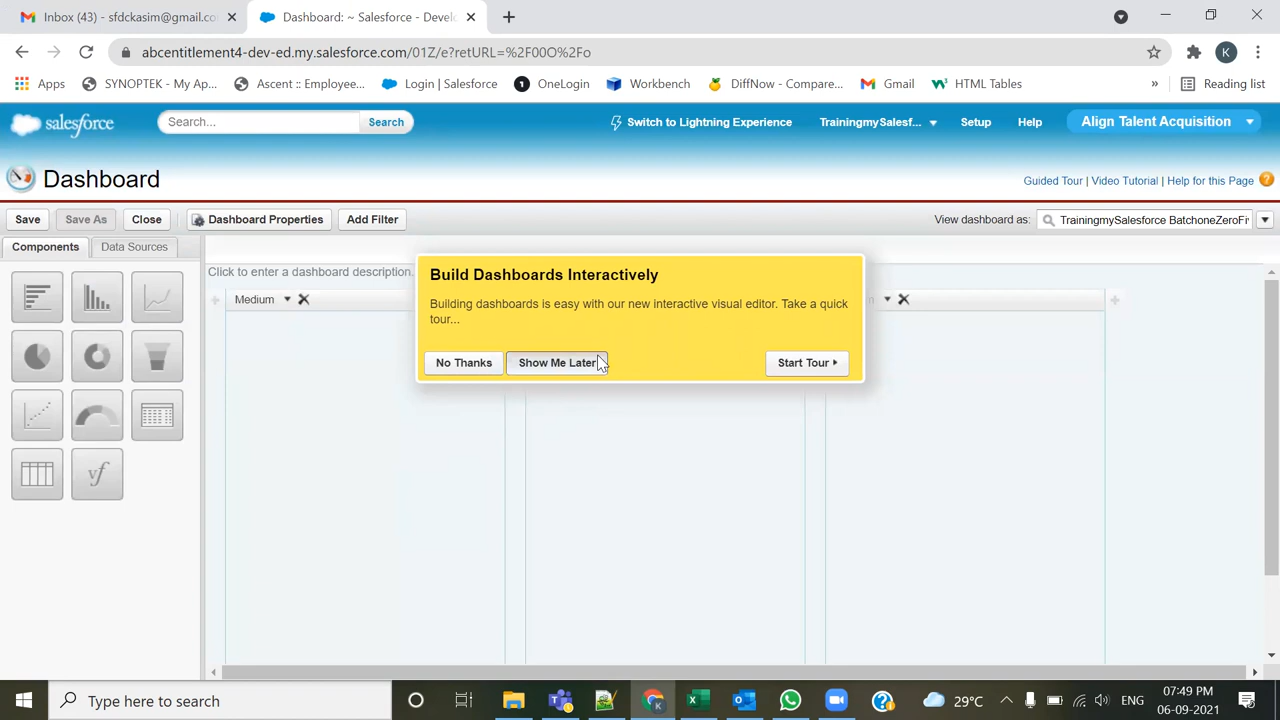 Inbox (43) - sfdckasim@gmail.co
Dashboard: ~ Salesforce - Devel
abcentitlement4-dev-ed.my.salesforce.com/01Z/e?retURL=%2F00O%2Fo
K
Apps
SYNOPTEK - My Ap...
Ascent :: Employee...
Login | Salesforce
OneLogin
Workbench
DiffNow - Compare...
Gmail
HTML Tables
»
Reading list
salesforce
Search...
Search
Switch to Lightning Experience
TrainingmySalesf...
Setup
Help
Align Talent Acquisition
Dashboard
Guided Tour | Video Tutorial | Help for this Page
Save
Save As
Close
Dashboard Properties
Add Filter
View dashboard as:
TrainingmySalesforce BatchoneZeroFi
Components
Data Sources
Click to enter a dashboard description.
Medium
vf
Build Dashboards Interactively
Building dashboards is easy with our new interactive visual editor. Take a quick
tour...
No Thanks
Show Me Later
Start Tour
Type here to search
29°C
ENG
07:49 PM
06-09-2021